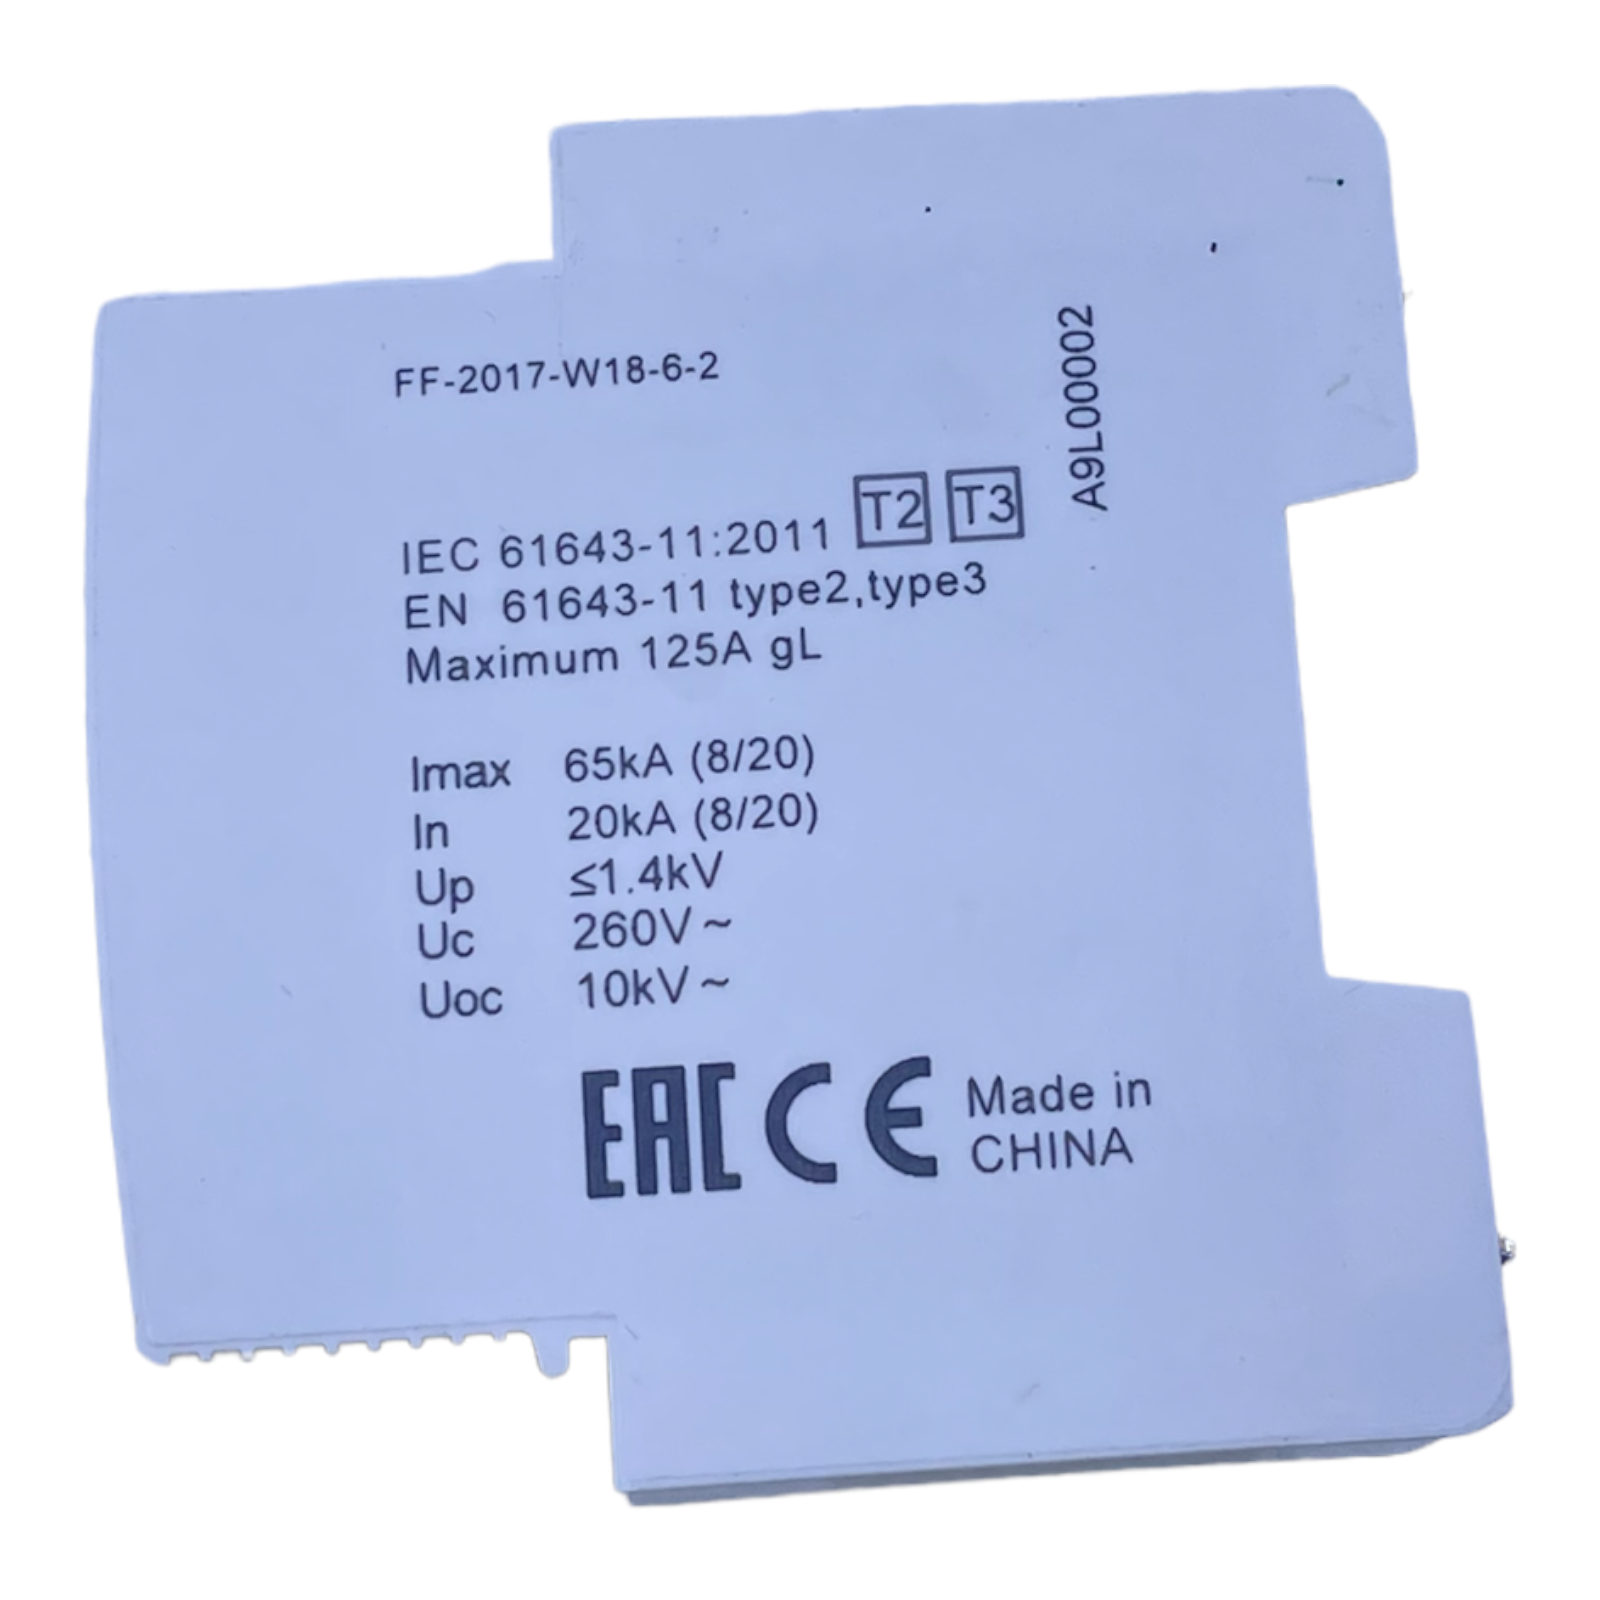 FF-2017-W18-6-2
A9L00002
IEC 61643-11:2011 T2 T3
EN 61643-11 type2,type3
Maximum 125A gL
Imax 65kA (8/20)
In 20kA (8/20)
Up ≤1.4kV
Uc 260V~
Uoc 10kV~
EAC CE Made in
CHINA